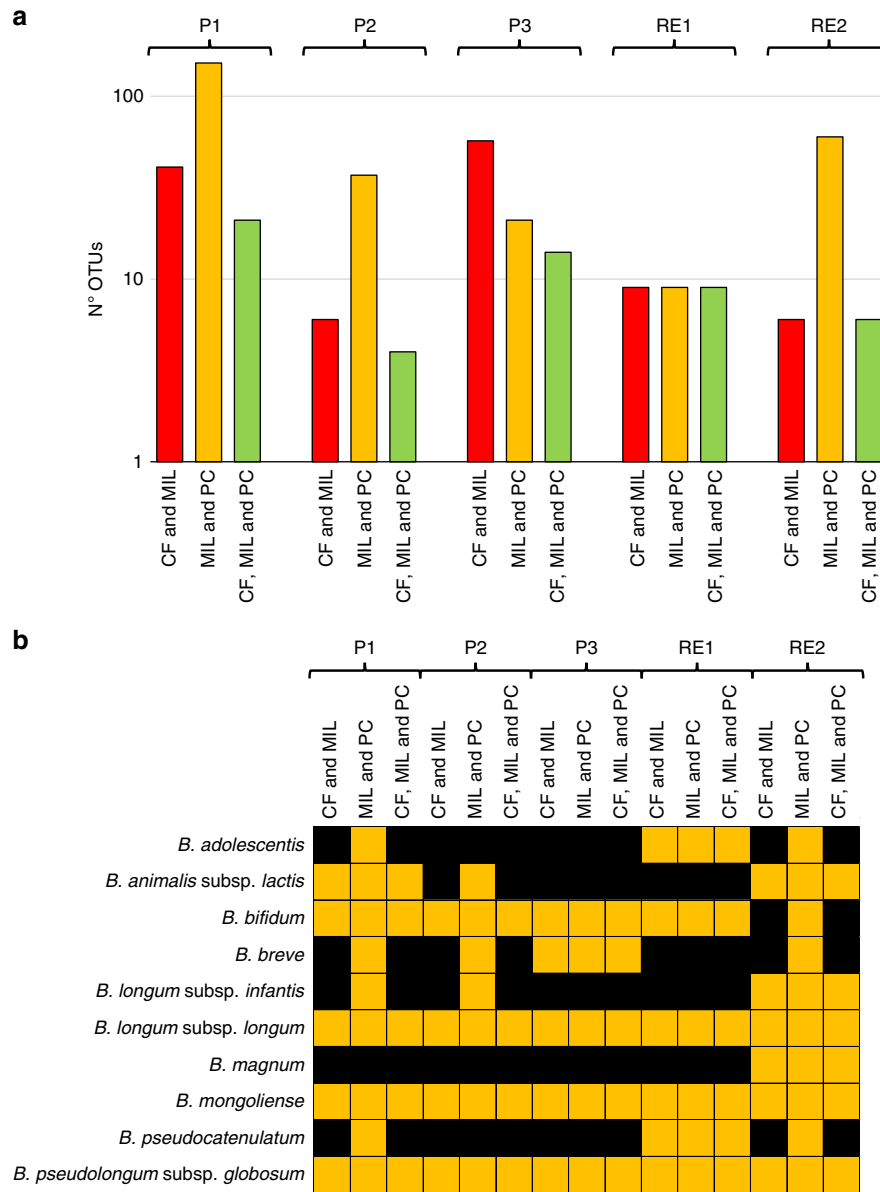 a
P1 P2 P3 RE1 RE2
100
10
1
N° OTUs
CF and MIL
MIL and PC
CF, MIL and PC
CF and MIL
MIL and PC
CF, MIL and PC
CF and MIL
MIL and PC
CF, MIL and PC
CF and MIL
MIL and PC
CF, MIL and PC
CF and MIL
MIL and PC
CF, MIL and PC
b
P1 P2 P3 RE1 RE2
CF and MIL
MIL and PC
CF, MIL and PC
CF and MIL
MIL and PC
CF, MIL and PC
CF and MIL
MIL and PC
CF, MIL and PC
CF and MIL
MIL and PC
CF, MIL and PC
CF and MIL
MIL and PC
CF, MIL and PC
B. adolescentis
B. animalis subsp. lactis
B. bifidum
B. breve
B. longum subsp. infantis
B. longum subsp. longum
B. magnum
B. mongoliense
B. pseudocatenulatum
B. pseudolongum subsp. globosum